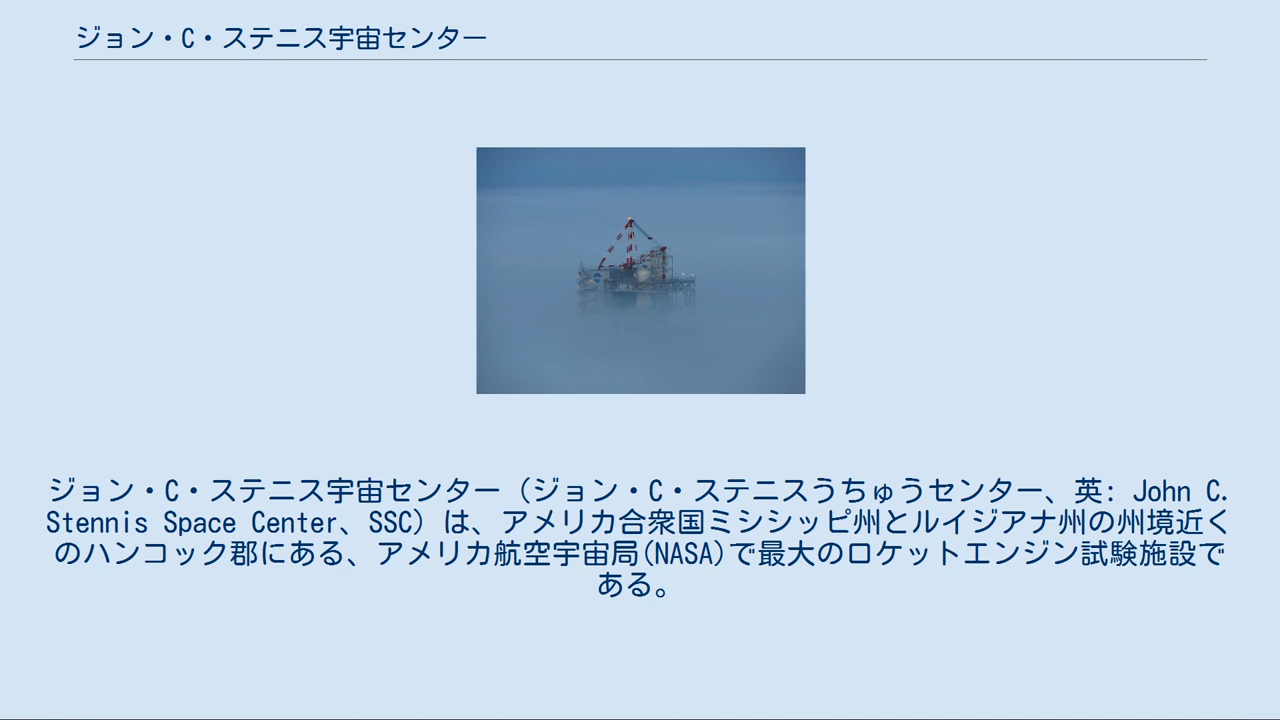 ジョン・C・ステニス宇宙センター
ジョン・C・ステニス宇宙センター（ジョン・C・ステニスうちゅうセンター、英: John C.
Stennis Space Center、SSC）は、アメリカ合衆国ミシシッピ州とルイジアナ州の州境近く
のハンコック郡にある、アメリカ航空宇宙局(NASA)で最大のロケットエンジン試験施設で
ある。